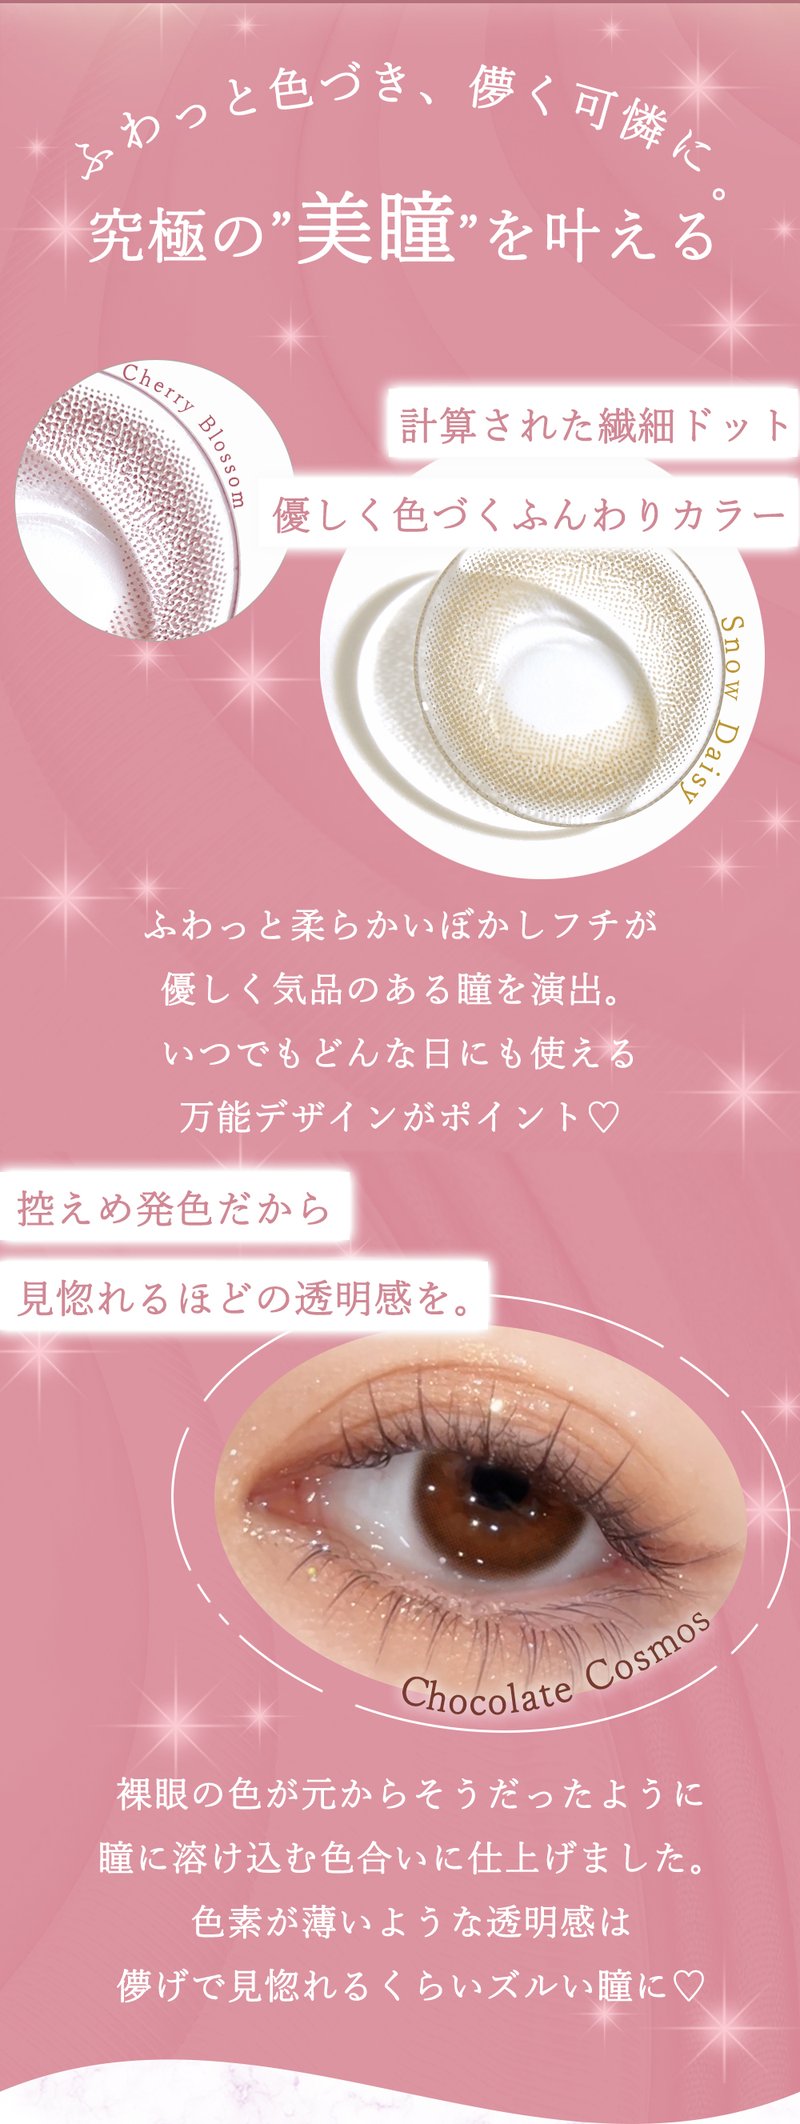 ふわっと色づき、儚く可憐に。
究極の”美瞳”を叶える
Cherry Blossom
計算された繊細ドット
優しく色づくふんわりカラー
Snow Daisy
ふわっと柔らかいぼかしフチが
優しく気品のある瞳を演出。
いつでもどんな日にも使える
万能デザインがポイント♡
控えめ発色だから
見惚れるほどの透明感を。
Chocolate Cosmos
裸眼の色が元からそうだったように
瞳に溶け込む色合いに仕上げました。
色素が薄いような透明感は
儚げで見惚れるくらいズルい瞳に♡